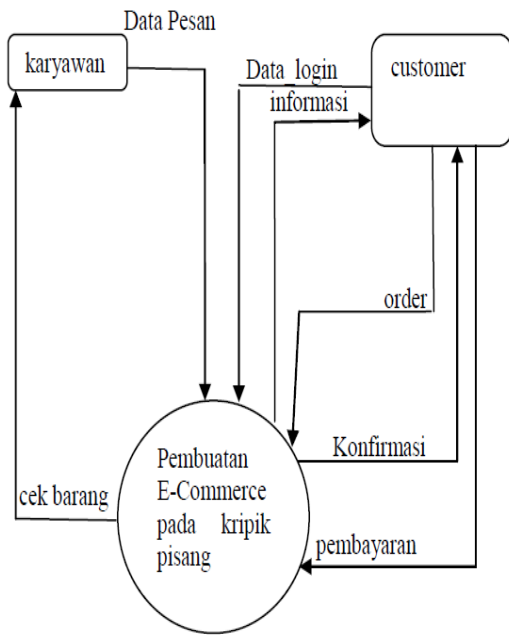 Data Pesan
karyawan
customer
Data_login
informasi
order
Konfirmasi
Pembuatan
E-Commerce
pada kripik
pisang
cek barang
pembayaran